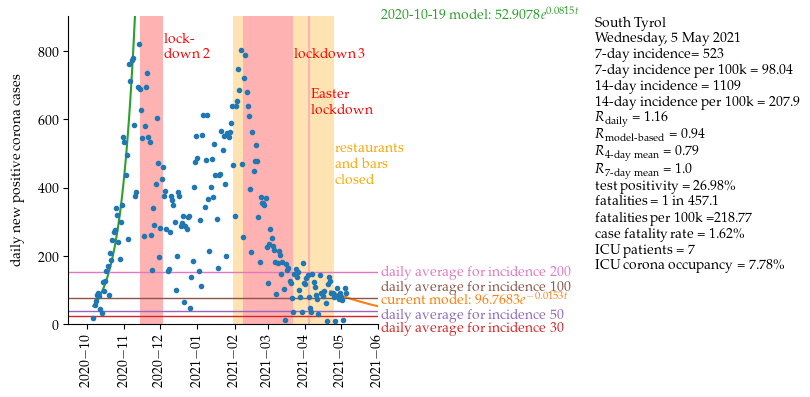 2020-10-19 model: 52.9078e^0.0815t
South Tyrol
Wednesday, 5 May 2021
7-day incidence= 523
7-day incidence per 100k = 98.04
14-day incidence = 1109
14-day incidence per 100k = 207.9
R_daily = 1.16
R_model-based = 0.94
R_4-day mean = 0.79
R_7-day mean = 1.0
test positivity = 26.98%
fatalities = 1 in 457.1
fatalities per 100k =218.77
case fatality rate = 1.62%
ICU patients = 7
ICU corona occupancy = 7.78%
daily new positive corona cases
800
600
400
200
0
lock-
down 2
lockdown 3
Easter
lockdown
restaurants
and bars
closed
daily average for incidence 200
daily average for incidence 100
current model: 96.7683e^−0.0153t
daily average for incidence 50
daily average for incidence 30
2020−10
2020−11
2020−12
2021−01
2021−02
2021−03
2021−04
2021−05
2021−06